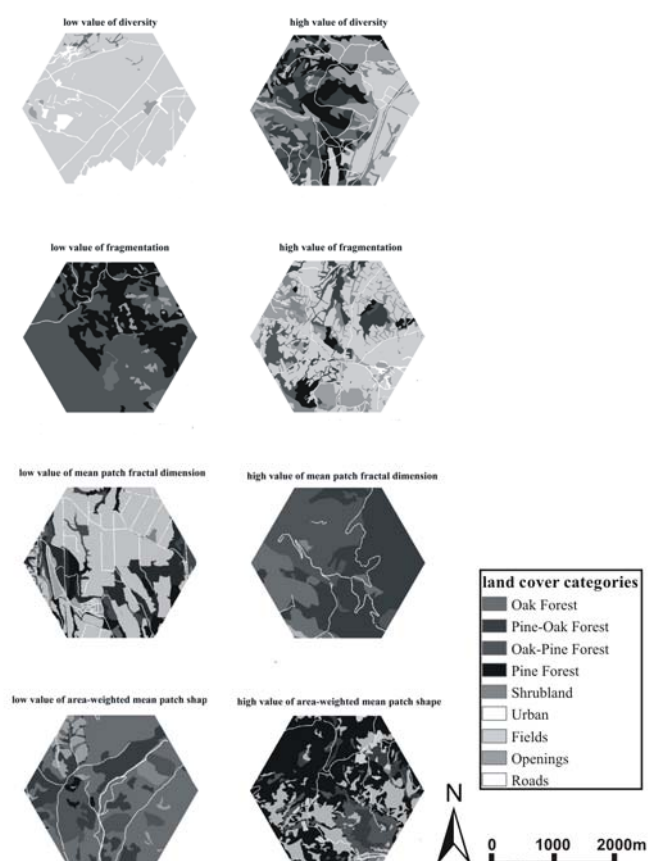 low value of diversity
high value of diversity
low value of fragmentation
high value of fragmentation
low value of mean patch fractal dimension
high value of mean patch fractal dimension
land cover categories
Oak Forest
Pine-Oak Forest
Oak-Pine Forest
Pine Forest
Shrubland
Urban
Fields
Openings
Roads
low value of area-weighted mean patch shap
high value of area-weighted mean patch shape
N
0 1000 2000m